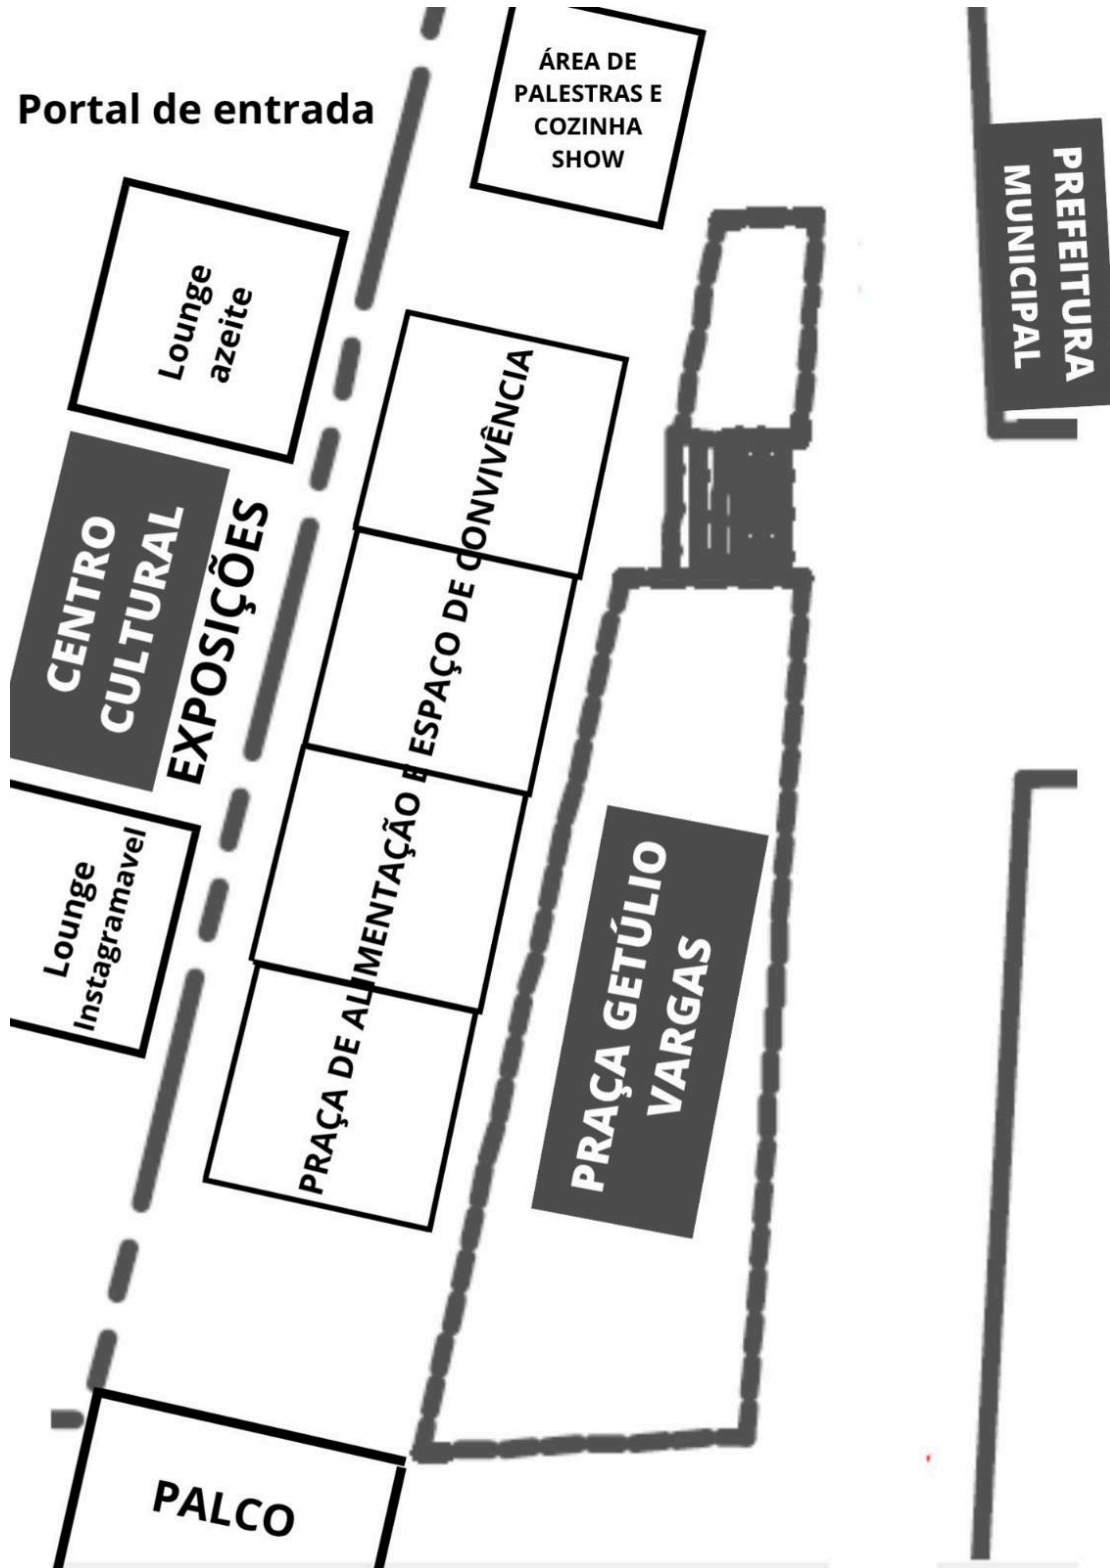 ÁREA DE
PALESTRAS E
COZINHA
SHOW
Portal de entrada
PREFEITURA
MUNICIPAL
Lounge
azeite
CENTRO
CULTURAL
EXPOSIÇÕES
PRAÇA DE ALIMENTAÇÃO E ESPAÇO DE CONVIVÊNCIA
Lounge
Instagramavel
PRAÇA GETÚLIO
VARGAS
PALCO